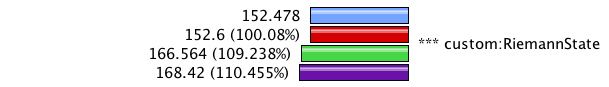 152.478
152.6 (100.08%)
*** custom:RiemannState
166.564 (109.238%)
168.42 (110.455%)